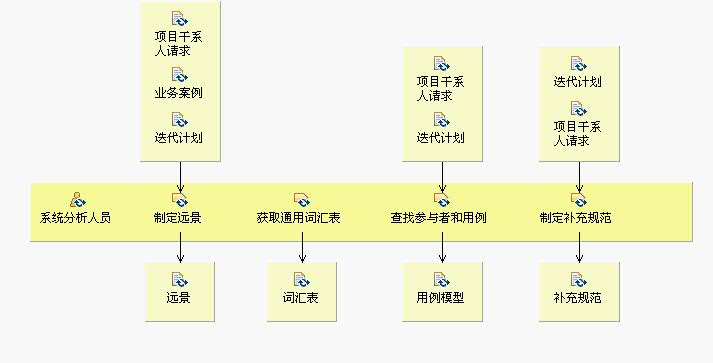 项目干系
人请求
业务案例
迭代计划
项目干系
人请求
迭代计划
迭代计划
项目干系
人请求
系统分析人员
制定远景
获取通用词汇表
查找参与者和用例
制定补充规范
远景
词汇表
用例模型
补充规范